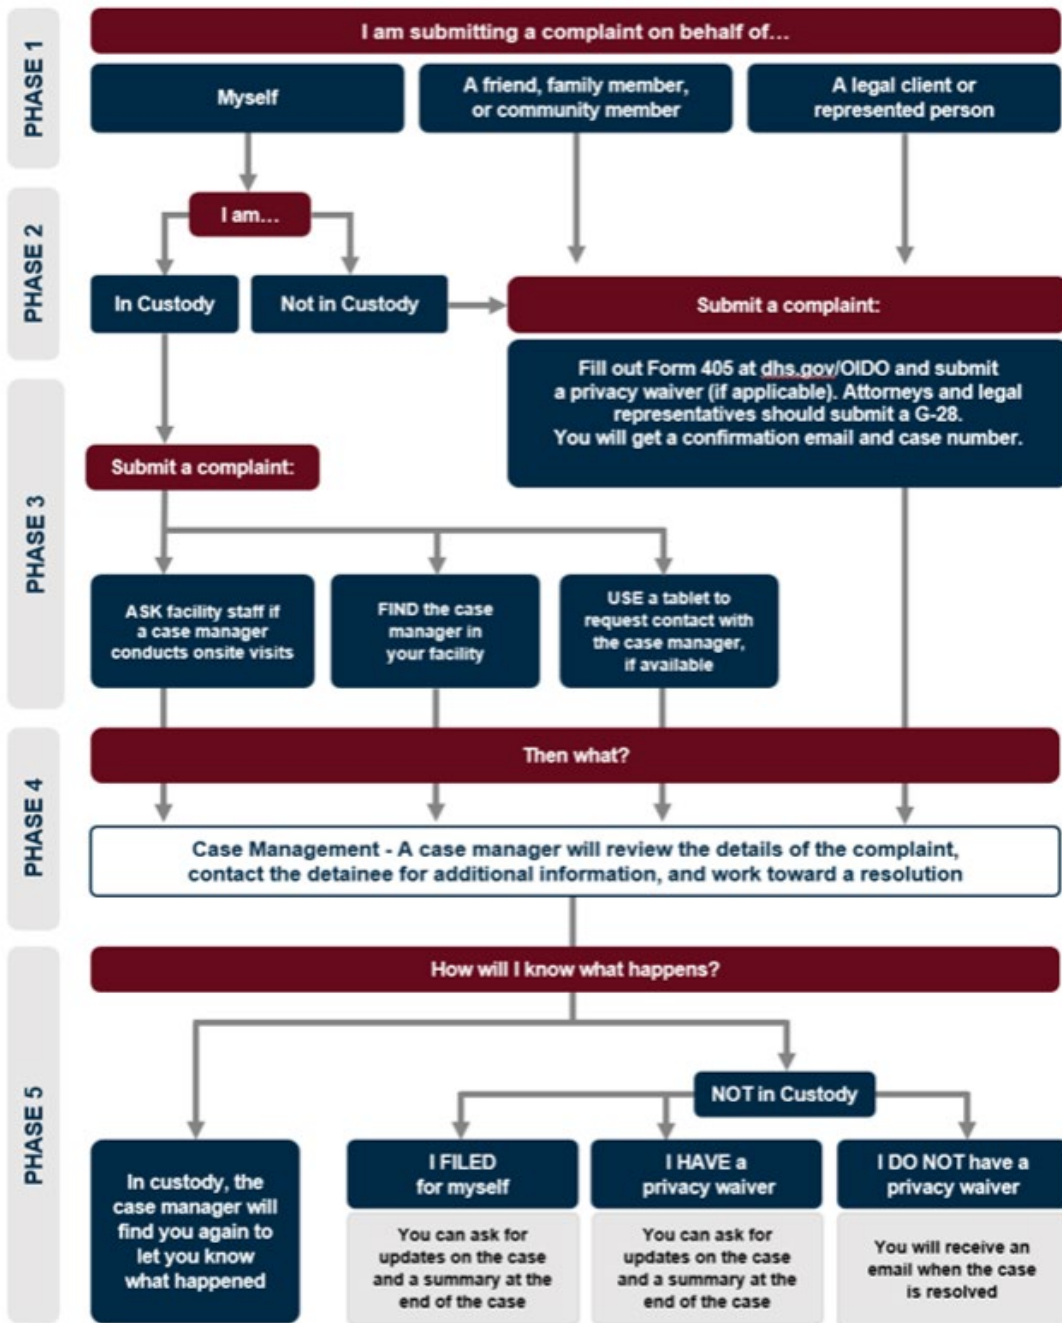 PHASE 1
I am submitting a complaint on behalf of...
Myself
A friend, family member,
or community member
A legal client or
represented person
PHASE 2
I am...
In Custody
Not in Custody
Submit a complaint:
Fill out Form 405 at dhs.gov/OIDO and submit
a privacy waiver (if applicable). Attorneys and legal
representatives should submit a G-28.
You will get a confirmation email and case number.
PHASE 3
Submit a complaint:
ASK facility staff if
a case manager
conducts onsite visits
FIND the case
manager in
your facility
USE a tablet to
request contact with
the case manager,
if available
PHASE 4
Then what?
Case Management - A case manager will review the details of the complaint,
contact the detainee for additional information, and work toward a resolution
PHASE 5
How will I know what happens?
NOT in Custody
In custody, the
case manager will
find you again to
let you know
what happened
I FILED
for myself
You can ask for
updates on the case
and a summary at the
end of the case
I HAVE a
privacy waiver
You can ask for
updates on the case
and a summary at the
end of the case
I DO NOT have a
privacy waiver
You will receive an
email when the case
is resolved